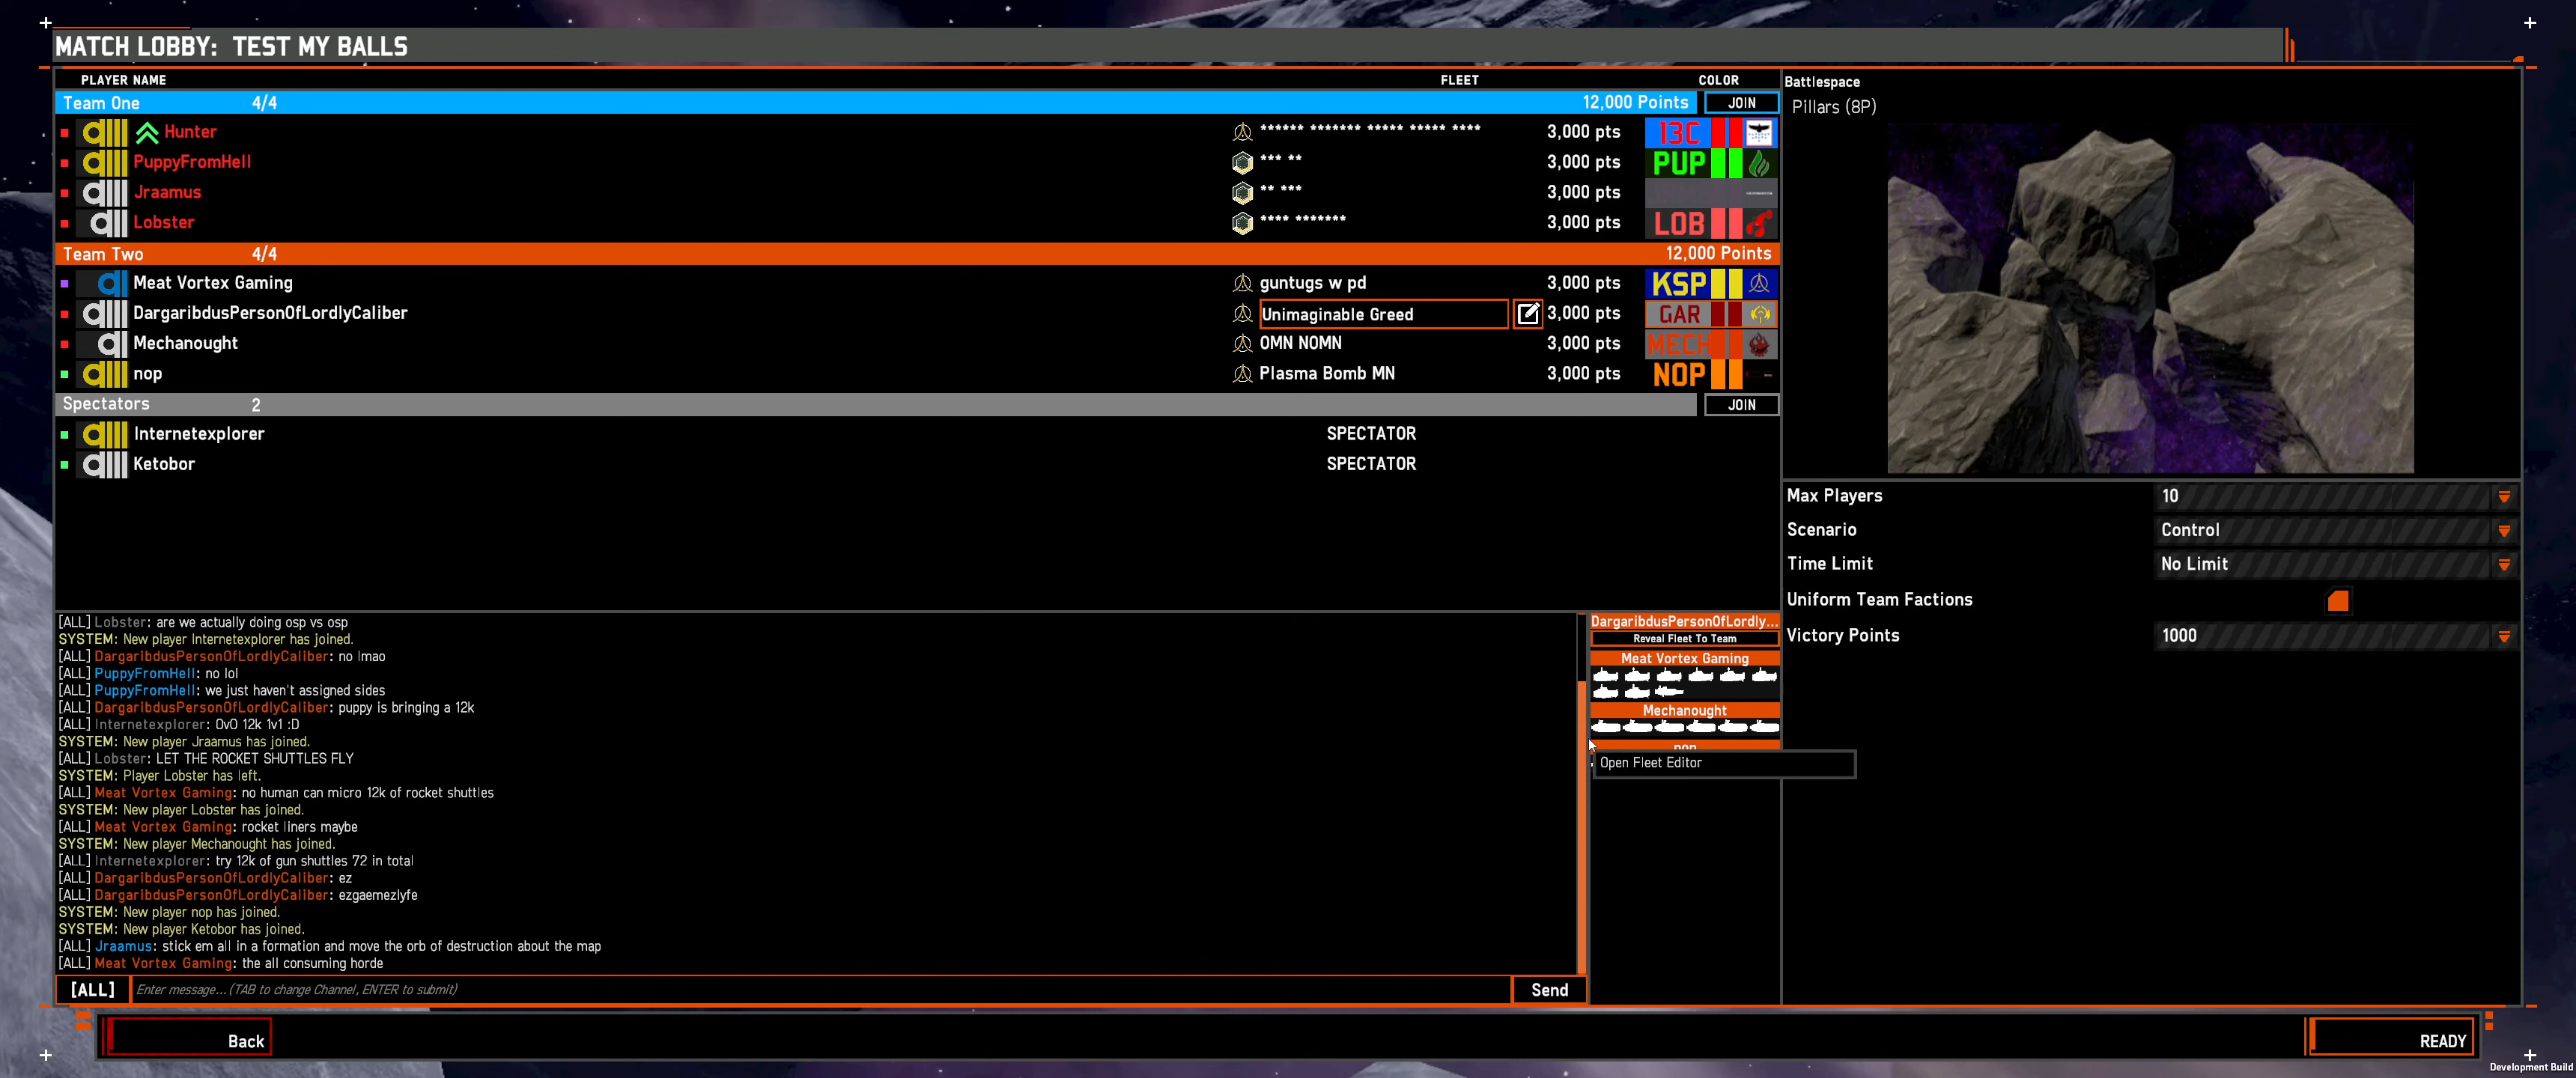 MATCH LOBBY: TEST MY BALLS
PLAYER NAME FLEET COLOR
Team One 4/4 12,000 Points JOIN
Hunter ****** ******* ***** ***** **** 3,000 pts 13C
PuppyFromHell *** ** 3,000 pts PUP
Jraamus ** *** 3,000 pts
Lobster **** ******* 3,000 pts LOB
Team Two 4/4 12,000 Points
Meat Vortex Gaming guntugs w pd 3,000 pts KSP
DargaribdusPersonOfLordlyCaliber Unimaginable Greed 3,000 pts GAR
Mechanought OMN NOMN 3,000 pts MECH
nop Plasma Bomb MN 3,000 pts NOP
Spectators 2 JOIN
Internetexplorer SPECTATOR
Ketobor SPECTATOR
Battlespace
Pillars (8P)
Max Players 10
Scenario Control
Time Limit No Limit
Uniform Team Factions
Victory Points 1000
[ALL] Lobster: are we actually doing osp vs osp
SYSTEM: New player Internetexplorer has joined.
[ALL] DargaribdusPersonOfLordlyCaliber: no lmao
[ALL] PuppyFromHell: no lol
[ALL] PuppyFromHell: we just haven't assigned sides
[ALL] DargaribdusPersonOfLordlyCaliber: puppy is bringing a 12k
[ALL] Internetexplorer: OvO 12k 1v1 :D
SYSTEM: New player Jraamus has joined.
[ALL] Lobster: LET THE ROCKET SHUTTLES FLY
SYSTEM: Player Lobster has left.
[ALL] Meat Vortex Gaming: no human can micro 12k of rocket shuttles
SYSTEM: New player Lobster has joined.
[ALL] Meat Vortex Gaming: rocket liners maybe
SYSTEM: New player Mechanought has joined.
[ALL] Internetexplorer: try 12k of gun shuttles 72 in total
[ALL] DargaribdusPersonOfLordlyCaliber: ez
[ALL] DargaribdusPersonOfLordlyCaliber: ezgaemezlyfe
SYSTEM: New player nop has joined.
SYSTEM: New player Ketobor has joined.
[ALL] Jraamus: stick em all in a formation and move the orb of destruction about the map
[ALL] Meat Vortex Gaming: the all consuming horde
[ALL] Enter message... (TAB to change Channel, ENTER to submit) Send
DargaribdusPersonOfLordly...
Reveal Fleet To Team
Meat Vortex Gaming
Mechanought
nop
Open Fleet Editor
Back
READY
Development Build